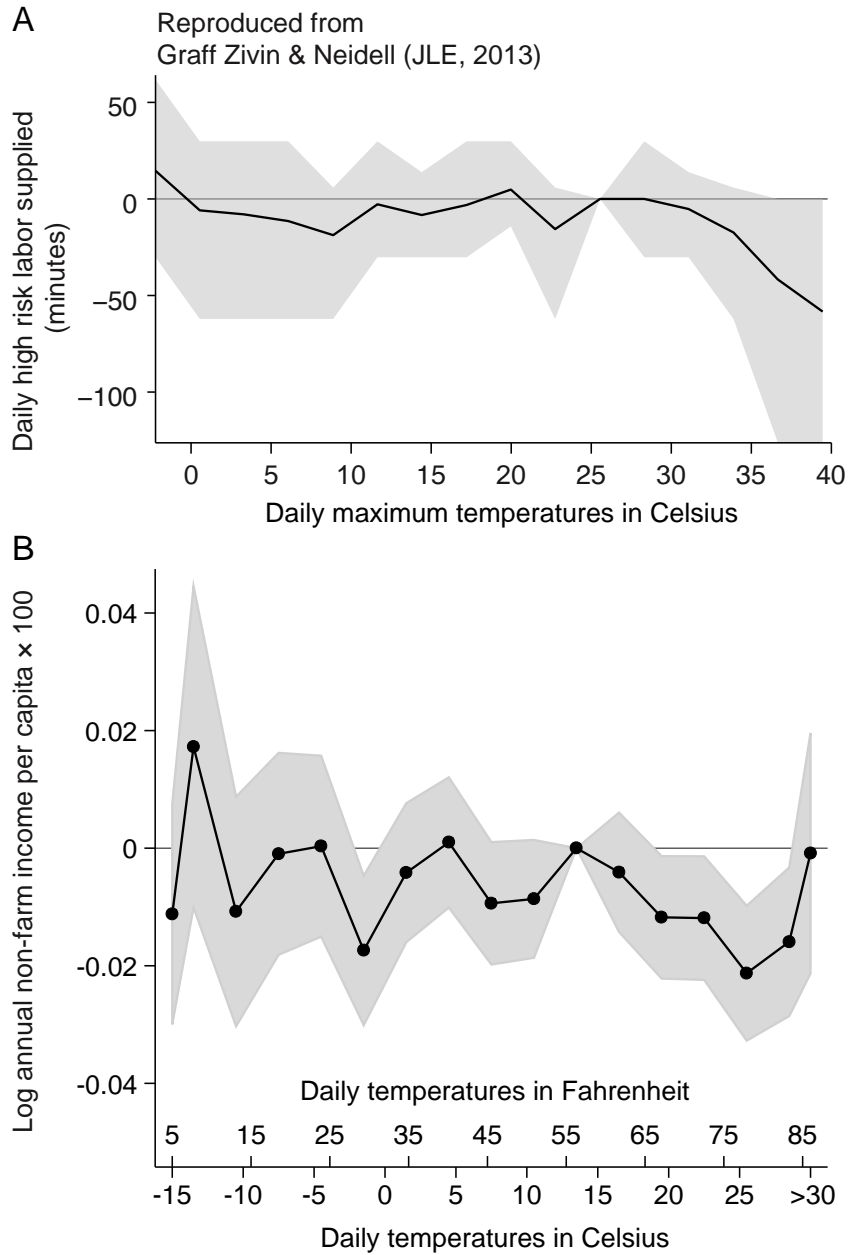 A
Reproduced from
Graff Zivin & Neidell (JLE, 2013)
Daily high risk labor supplied
(minutes)
50
0
−50
−100
0 5 10 15 20 25 30 35 40
Daily maximum temperatures in Celsius
B
Log annual non-farm income per capita × 100
0.04
0.02
0
-0.02
-0.04
Daily temperatures in Fahrenheit
5 15 25 35 45 55 65 75 85
-15 -10 -5 0 5 10 15 20 25 >30
Daily temperatures in Celsius